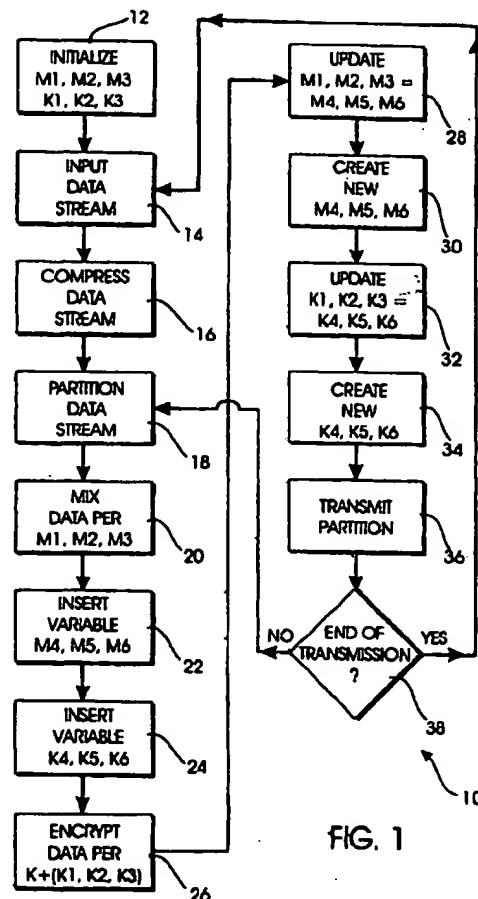 12
INITIALIZE
M1, M2, M3
K1, K2, K3
INPUT
DATA
STREAM
14
COMPRESS
DATA
STREAM
16
PARTITION
DATA
STREAM
18
MIX
DATA PER
M1, M2, M3
20
INSERT
VARIABLE
M4, M5, M6
22
INSERT
VARIABLE
K4, K5, K6
24
ENCRYPT
DATA PER
K+(K1, K2, K3)
26
UPDATE
M1, M2, M3 =
M4, M5, M6
28
CREATE
NEW
M4, M5, M6
30
UPDATE
K1, K2, K3 =
K4, K5, K6
32
CREATE
NEW
K4, K5, K6
34
TRANSMIT
PARTITION
36
NO
END OF
TRANSMISSION
?
YES
38
10
FIG. 1